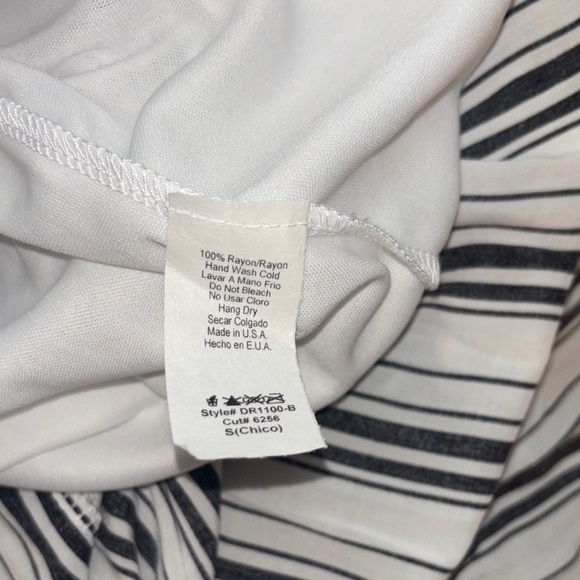 100% Rayon/Rayon
Hand Wash Cold
Lavar A Mano Frio
Do Not Bleach
No Usar Cloro
Hang Dry
Secar Colgado
Made in U.S.A.
Hecho en E.U.A.
Style# DR1100-B
Cut# 6256
S(Chico)